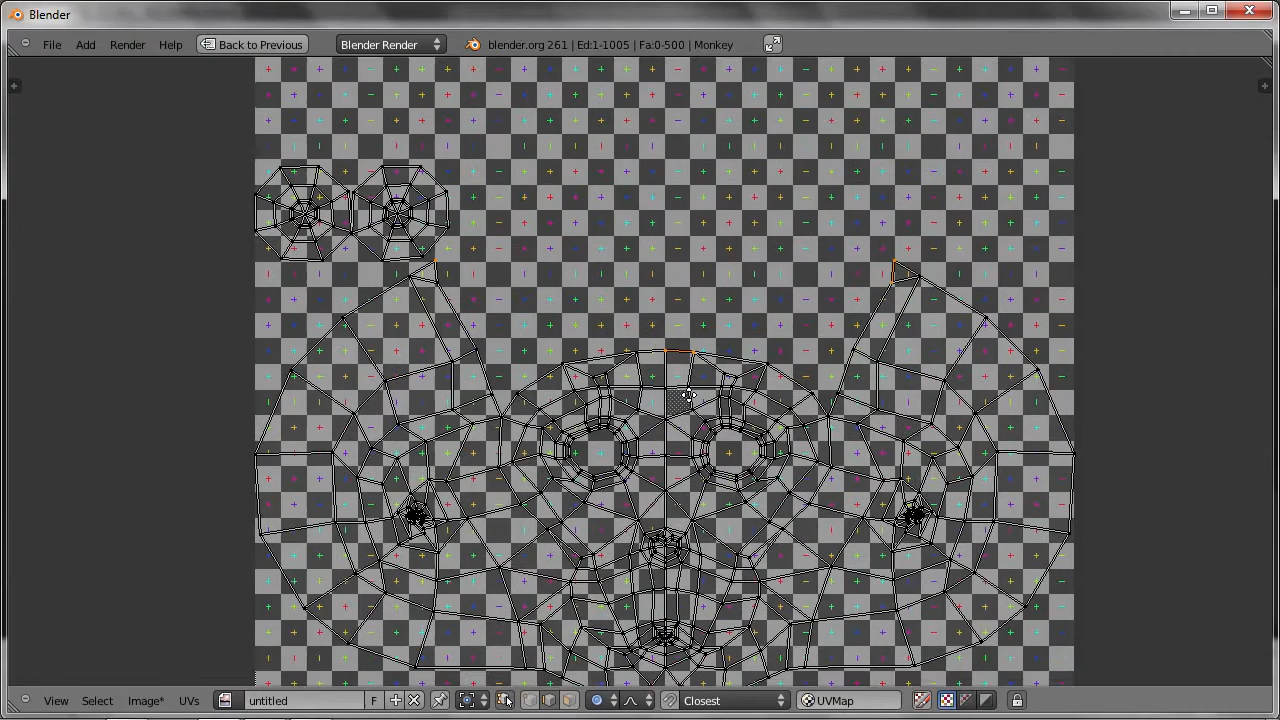 Blender
File Add Render Help Back to Previous Blender Render blender.org 261 | Ed:1-1005 | Fa:0-500 | Monkey
View Select Image* UVs untitled F Closest UVMap